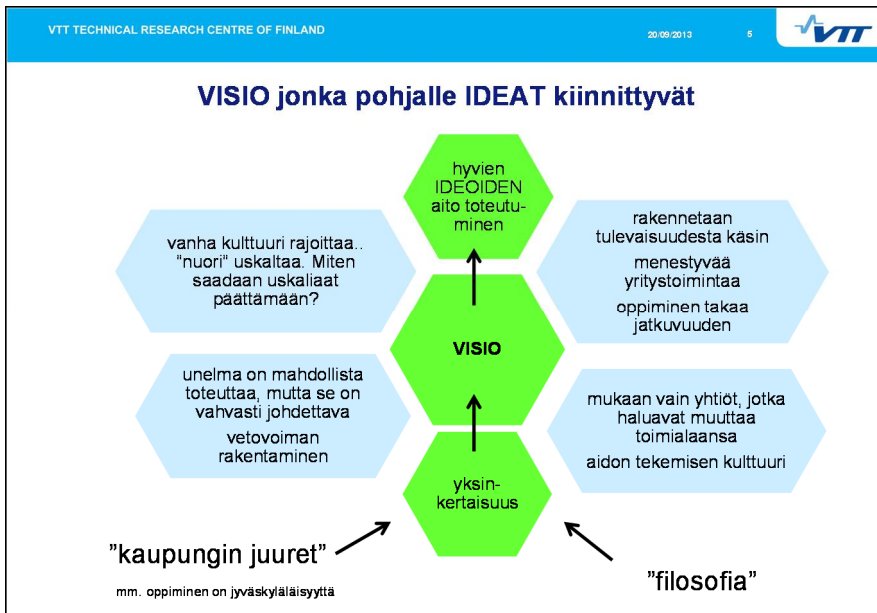 VTT TECHNICAL RESEARCH CENTRE OF FINLAND
20/09/2013
5
VTT
VISIO jonka pohjalle IDEAT kiinnittyvät
hyvien
IDEOIDEN
aito toteutu-
minen
vanha kulttuuri rajoittaa..
"nuori" uskaltaa. Miten
saadaan uskaliaat
päättämään?
rakennetaan
tulevaisuudesta käsin
menestyvää
yritystoimintaa
oppiminen takaa
jatkuvuuden
VISIO
unelma on mahdollista
toteuttaa, mutta se on
vahvasti johdettava
vetovoiman
rakentaminen
mukaan vain yhtiöt, jotka
haluavat muuttaa
toimialaansa
aidon tekemisen kulttuuri
yksin-
kertaisuus
"kaupungin juuret"
mm. oppiminen on jyväskyläläisyyttä
"filosofia"